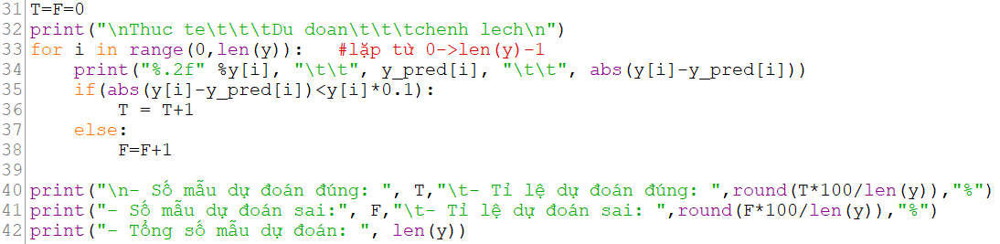 31 T=F=0
32 print("\nThuc te\t\t\t\tDu doan\t\t\tchenh lech\n")
33 for i in range(0,len(y)):   #lặp từ 0->len(y)-1
34     print("%.2f" %y[i], "\t\t", y_pred[i], "\t\t", abs(y[i]-y_pred[i]))
35     if(abs(y[i]-y_pred[i])<y[i]*0.1):
36         T = T+1
37     else:
38         F=F+1
39
40 print("\n- Số mẫu dự đoán đúng: ", T,"\t- Tỉ lệ dự đoán đúng: ",round(T*100/len(y)),"%")
41 print("- Số mẫu dự đoán sai:", F,"\t- Tỉ lệ dự đoán sai: ",round(F*100/len(y)),"%")
42 print("- Tổng số mẫu dự đoán: ", len(y))